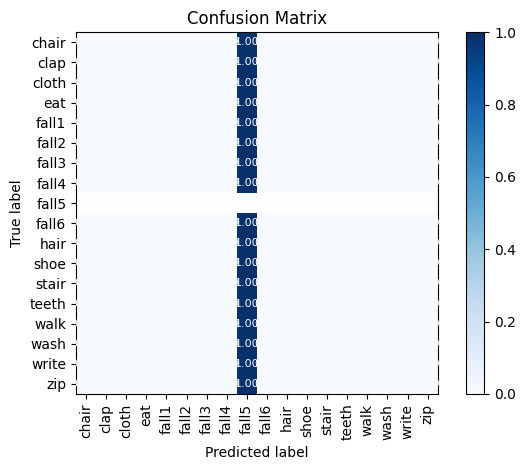 Confusion Matrix
chair 1.00
clap 1.00
cloth 1.00
eat 1.00
fall1 1.00
fall2 1.00
fall3 1.00
fall4 1.00
fall5
fall6 1.00
hair 1.00
shoe 1.00
stair 1.00
teeth 1.00
walk 1.00
wash 1.00
write 1.00
zip 1.00
True label
chair clap cloth eat fall1 fall2 fall3 fall4 fall5 fall6 hair shoe stair teeth walk wash write zip
Predicted label
1.0
0.8
0.6
0.4
0.2
0.0